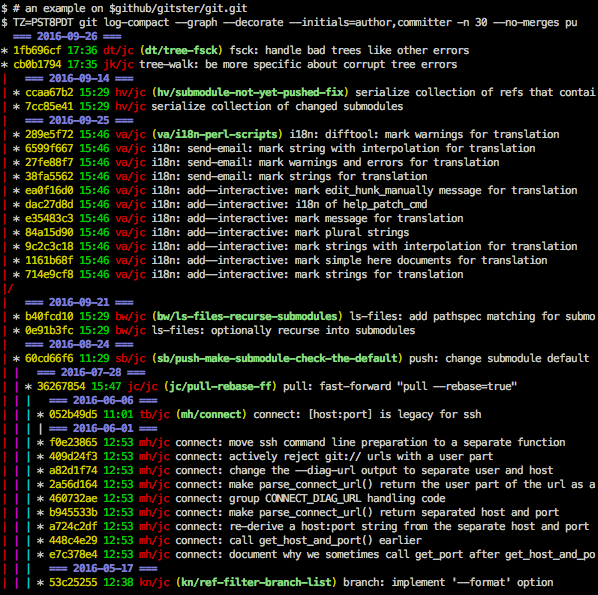 $ # an example on $github/gitster/git.git
$ TZ=PST8PDT git log-compact --graph --decorate --initials=author,committer -n 30 --no-merges pu
=== 2016-09-26 ===
* 1fb696cf 17:36 dt/jc (dt/tree-fsck) fsck: handle bad trees like other errors
* cb0b1794 17:35 jk/jc tree-walk: be more specific about corrupt tree errors
| === 2016-09-14 ===
| * ccaa67b2 15:29 hv/jc (hv/submodule-not-yet-pushed-fix) serialize collection of refs that contai
| * 7cc85e41 15:29 hv/jc serialize collection of changed submodules
| === 2016-09-25 ===
| * 289e5f72 15:46 va/jc (va/i18n-perl-scripts) i18n: difftool: mark warnings for translation
| * 6599f667 15:46 va/jc i18n: send-email: mark string with interpolation for translation
| * 27fe88f7 15:46 va/jc i18n: send-email: mark warnings and errors for translation
| * 38fa5562 15:46 va/jc i18n: send-email: mark strings for translation
| * ea0f16d0 15:46 va/jc i18n: add--interactive: mark edit_hunk_manually message for translation
| * dac27d8d 15:46 va/jc i18n: add--interactive: i18n of help_patch_cmd
| * e35483c3 15:46 va/jc i18n: add--interactive: mark message for translation
| * 84a15d90 15:46 va/jc i18n: add--interactive: mark plural strings
| * 9c2c3c18 15:46 va/jc i18n: add--interactive: mark strings with interpolation for translation
| * 1161b68f 15:46 va/jc i18n: add--interactive: mark simple here documents for translation
| * 714e9cf8 15:46 va/jc i18n: add--interactive: mark strings for translation
|/
| === 2016-09-21 ===
| * b40fcd10 15:29 bw/jc (bw/ls-files-recurse-submodules) ls-files: add pathspec matching for submo
| * 0e91b3fc 15:29 bw/jc ls-files: optionally recurse into submodules
| === 2016-08-24 ===
| * 60cd66f6 11:29 sb/jc (sb/push-make-submodule-check-the-default) push: change submodule default
| | === 2016-07-28 ===
| | * 36267854 15:47 jc/jc (jc/pull-rebase-ff) pull: fast-forward "pull --rebase=true"
| | | === 2016-06-06 ===
| | | * 052b49d5 11:01 tb/jc (mh/connect) connect: [host:port] is legacy for ssh
| | | | === 2016-06-01 ===
| | | * f0e23865 12:53 mh/jc connect: move ssh command line preparation to a separate function
| | | * 409d24f3 12:53 mh/jc connect: actively reject git:// urls with a user part
| | | * a82d1f74 12:53 mh/jc connect: change the --diag-url output to separate user and host
| | | * 2a56d164 12:53 mh/jc connect: make parse_connect_url() return the user part of the url as a
| | | * 460732ae 12:53 mh/jc connect: group CONNECT_DIAG_URL handling code
| | | * b945533b 12:53 mh/jc connect: make parse_connect_url() return separated host and port
| | | * a724c2df 12:53 mh/jc connect: re-derive a host:port string from the separate host and port
| | | * 448c4e29 12:53 mh/jc connect: call get_host_and_port() earlier
| | | * e7c378e4 12:53 mh/jc connect: document why we sometimes call get_port after get_host_and_po
| | | === 2016-05-17 ===
| | | * 53c25255 12:38 kn/jc (kn/ref-filter-branch-list) branch: implement '--format' option